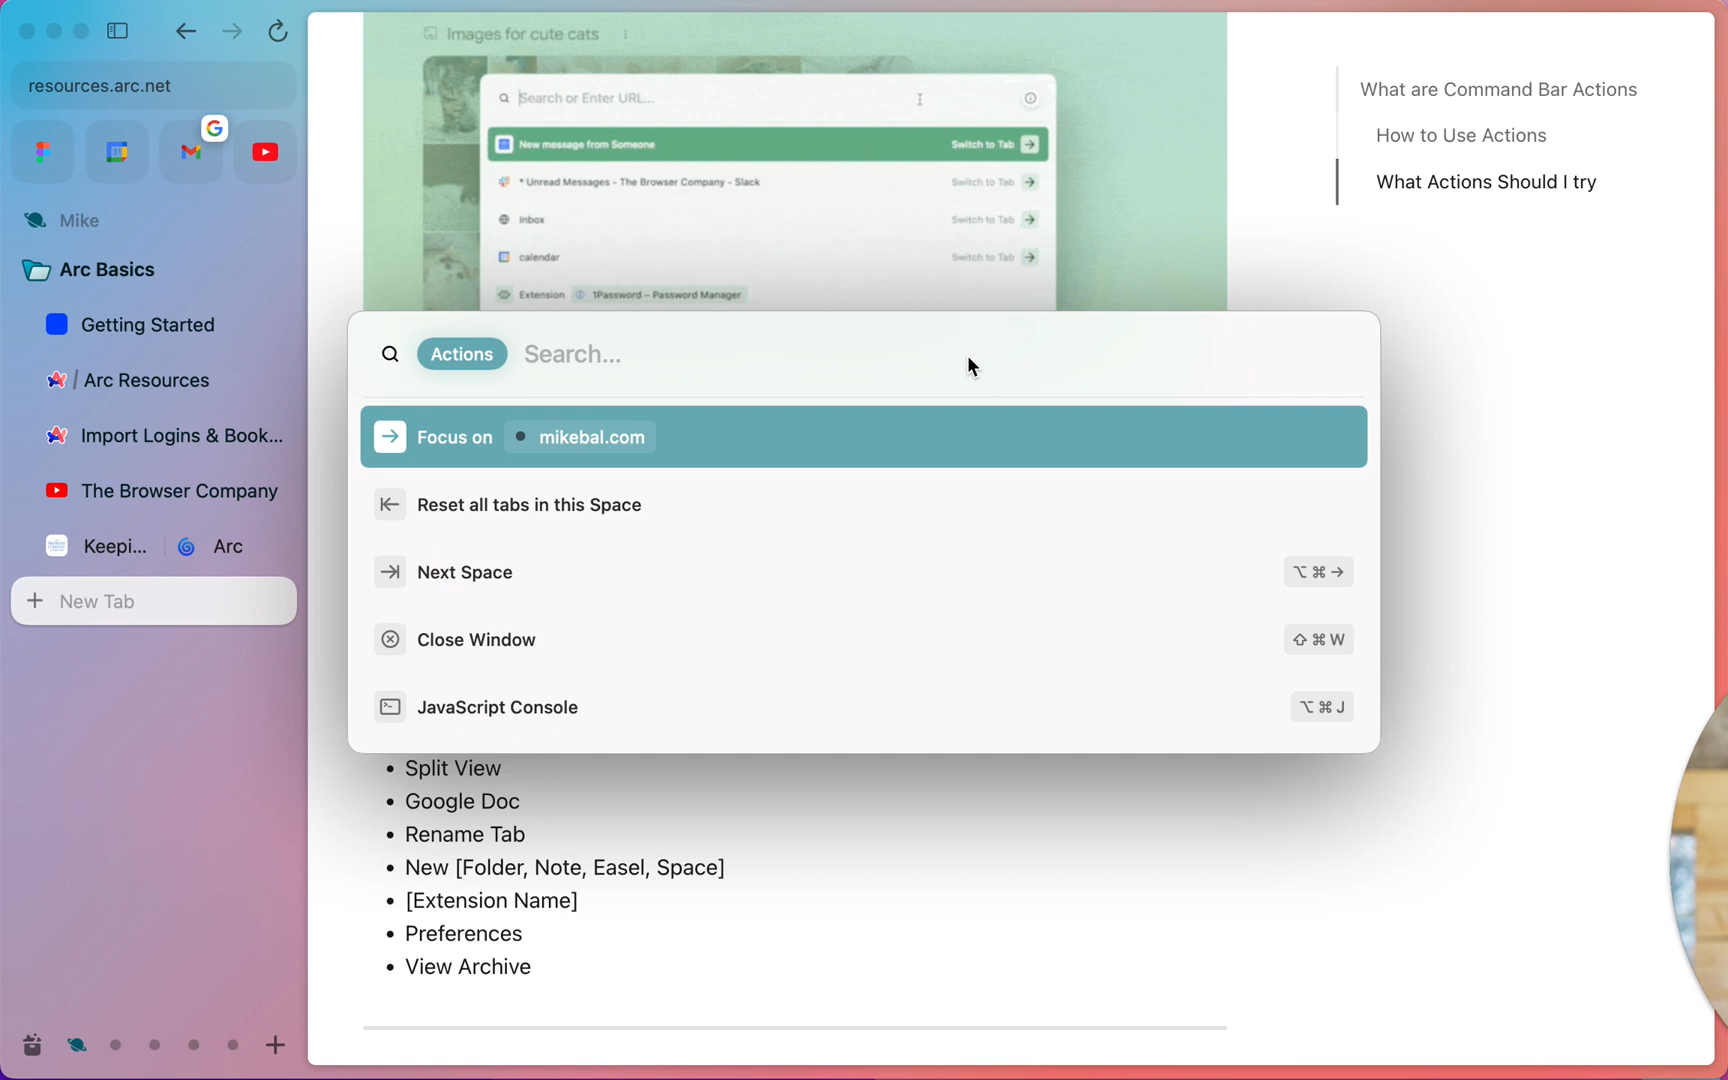 resources.arc.net
31
Mike
Arc Basics
Getting Started
/ Arc Resources
Import Logins & Book...
The Browser Company
Keepi...
Arc
+ New Tab
Images for cute cats
Search or Enter URL...
New message from Someone
Switch to Tab
* Unread Messages - The Browser Company - Slack
Switch to Tab
Inbox
Switch to Tab
calendar
Switch to Tab
Extension
1Password – Password Manager
Actions
Search...
Focus on
mikebal.com
Reset all tabs in this Space
Next Space
⌥ ⌘ →
Close Window
⇧ ⌘ W
JavaScript Console
⌥ ⌘ J
• Split View
• Google Doc
• Rename Tab
• New [Folder, Note, Easel, Space]
• [Extension Name]
• Preferences
• View Archive
What are Command Bar Actions
How to Use Actions
What Actions Should I try